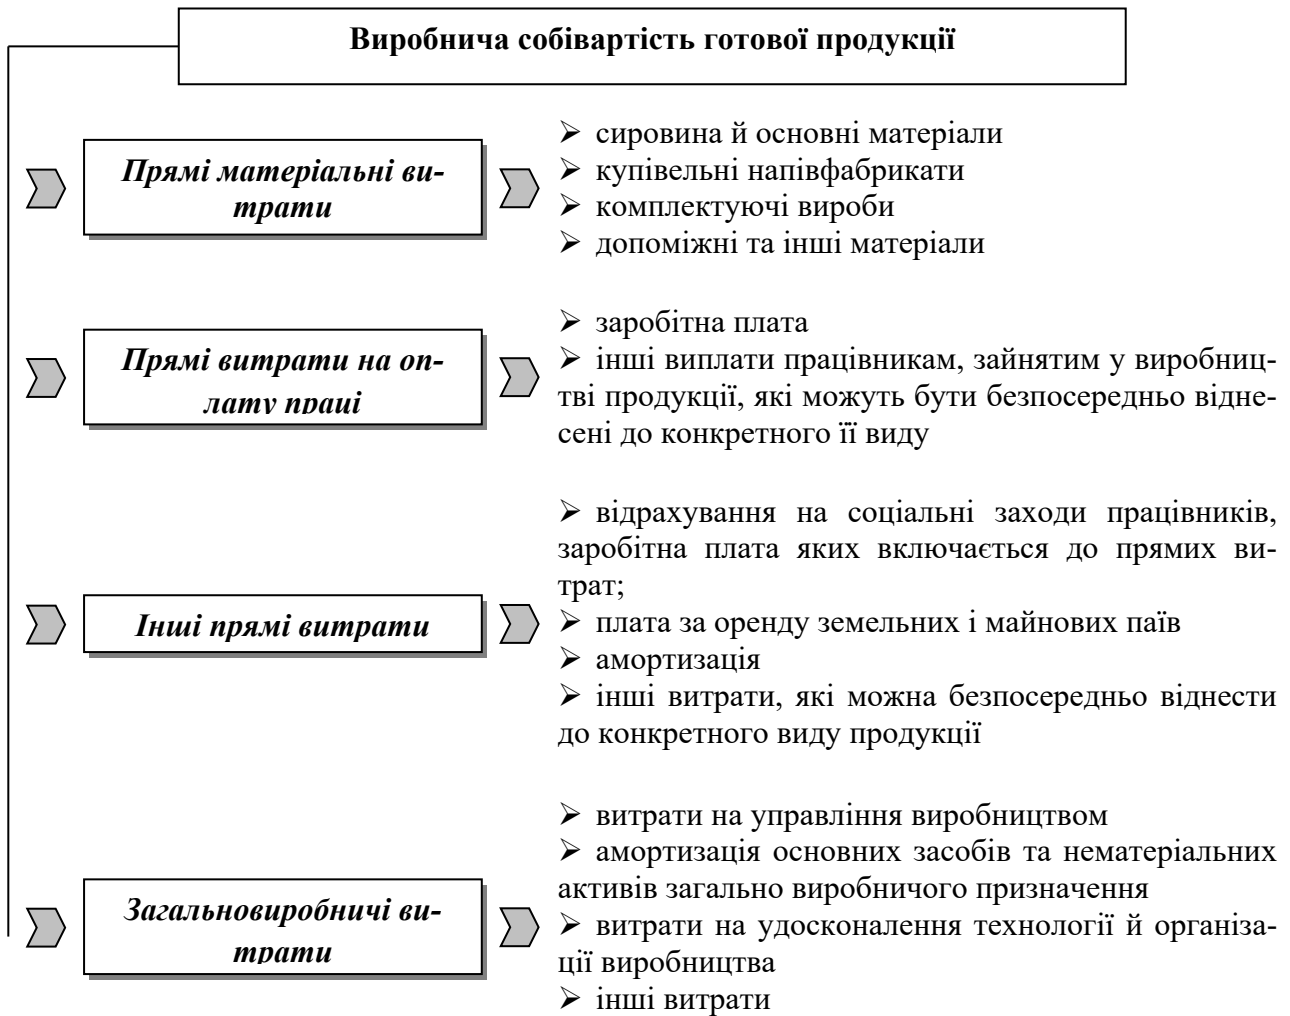 Виробнича собівартість готової продукції
Прямі матеріальні ви-
трати
➢ сировина й основні матеріали
➢ купівельні напівфабрикати
➢ комплектуючі вироби
➢ допоміжні та інші матеріали
Прямі витрати на оп-
лату праці
➢ заробітна плата
➢ інші виплати працівникам, зайнятим у виробниц-
тві продукції, які можуть бути безпосередньо відне-
сені до конкретного її виду
Інші прямі витрати
➢ відрахування на соціальні заходи працівників,
заробітна плата яких включається до прямих ви-
трат;
➢ плата за оренду земельних і майнових паїв
➢ амортизація
➢ інші витрати, які можна безпосередньо віднести
до конкретного виду продукції
Загальновиробничі ви-
трати
➢ витрати на управління виробництвом
➢ амортизація основних засобів та нематеріальних
активів загально виробничого призначення
➢ витрати на удосконалення технології й організа-
ції виробництва
➢ інші витрати